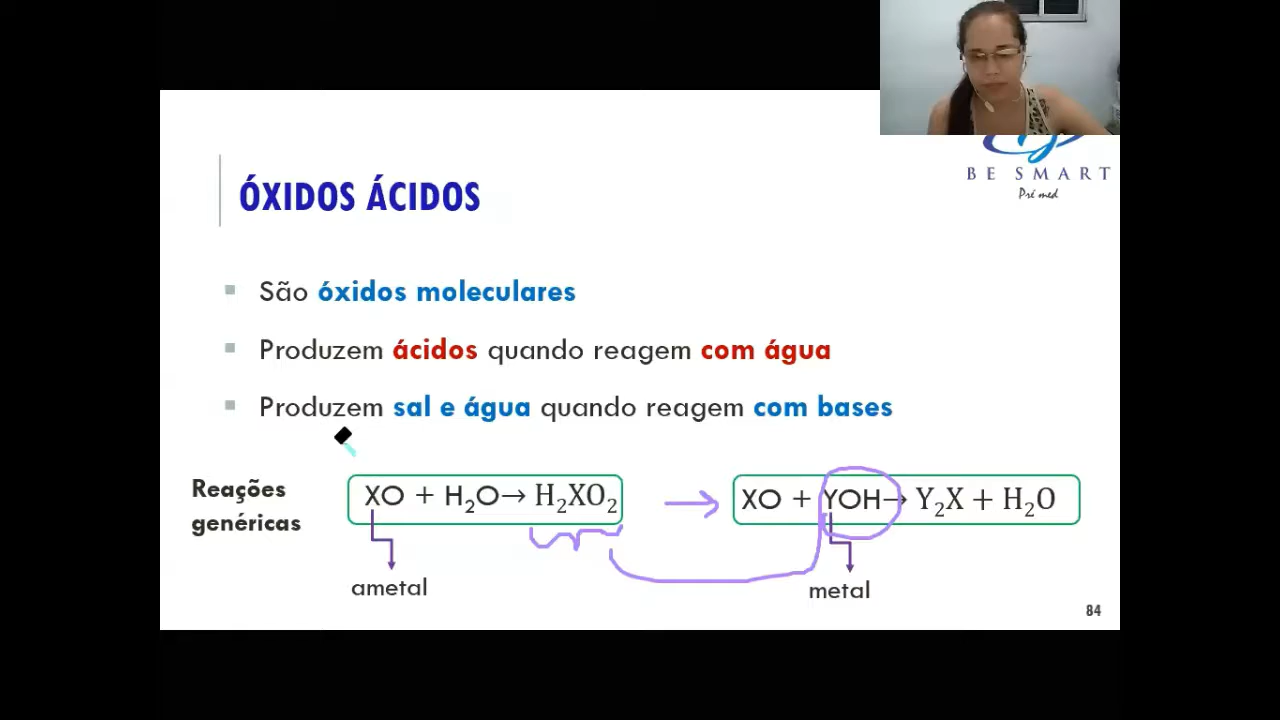 BE SMART
Pré med
ÓXIDOS ÁCIDOS
São óxidos moleculares
Produzem ácidos quando reagem com água
Produzem sal e água quando reagem com bases
Reações genéricas
XO + H₂O→ H₂XO₂
XO + YOH→ Y₂X + H₂O
ametal
metal
84